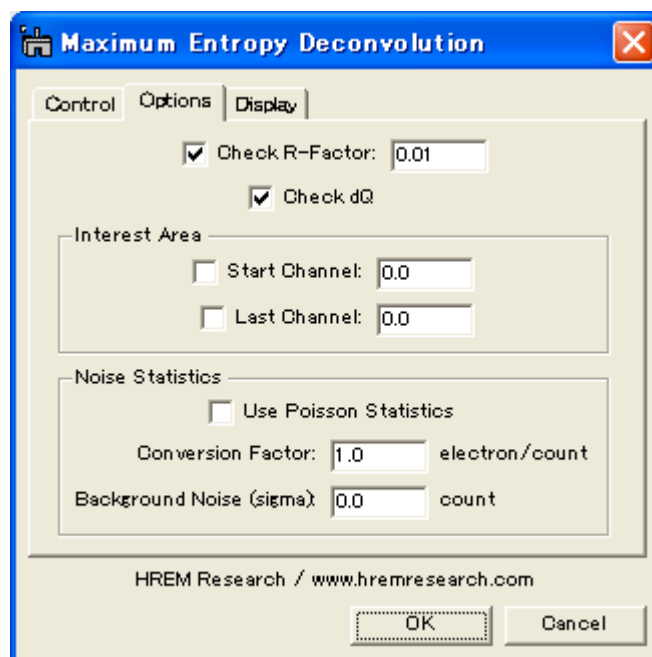 Maximum Entropy Deconvolution
Control Options Display
Check R-Factor: 0.01
Check dQ
Interest Area
Start Channel: 0.0
Last Channel: 0.0
Noise Statistics
Use Poisson Statistics
Conversion Factor: 1.0 electron/count
Background Noise (sigma): 0.0 count
HREM Research / www.hremresearch.com
OK Cancel